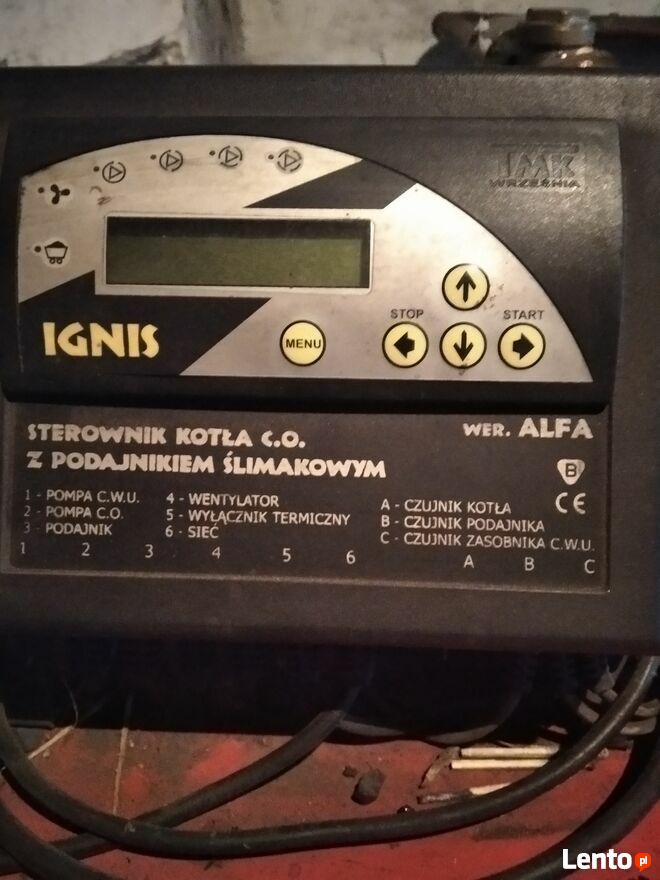 TMK
WRZEŚNIA
STOP
START
MENU
IGNIS
STEROWNIK KOTŁA C.O.
Z PODAJNIKIEM ŚLIMAKOWYM
WER. ALFA
B
CE
1 - POMPA C.W.U.
2 - POMPA C.O.
3 - PODAJNIK
4 - WENTYLATOR
5 - WYŁĄCZNIK TERMICZNY
6 - SIEĆ
A - CZUJNIK KOTŁA
B - CZUJNIK PODAJNIKA
C - CZUJNIK ZASOBNIKA C.W.U.
1 2 3 4 5 6 A B C
Lento.pl